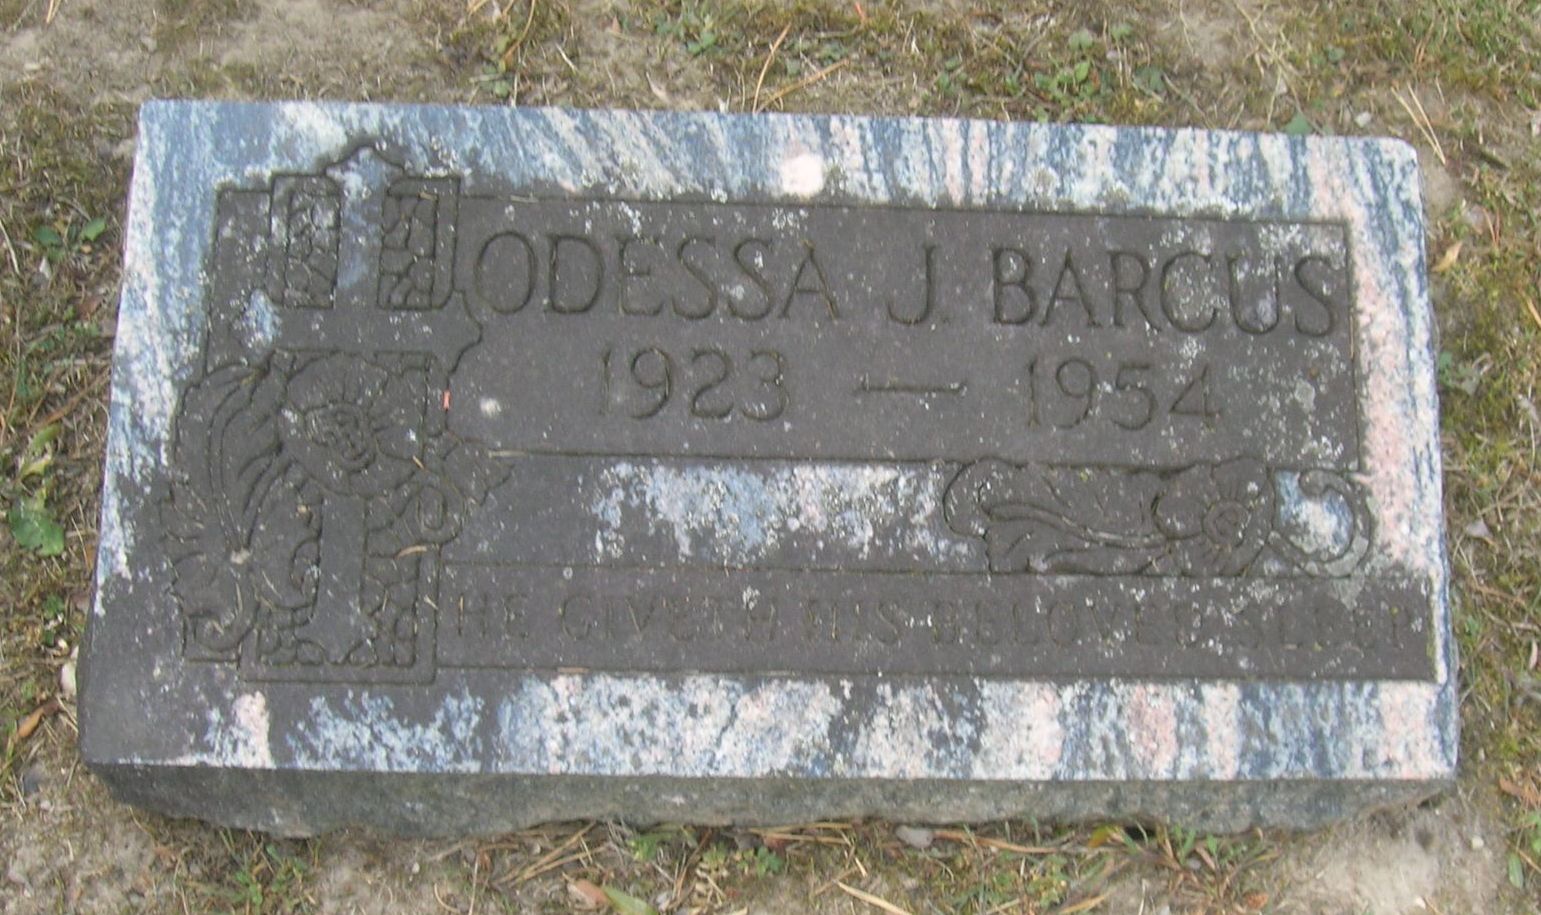 ODESSA J. BARCUS
1923 — 1954
HE GIVETH HIS BELOVED SLEEP